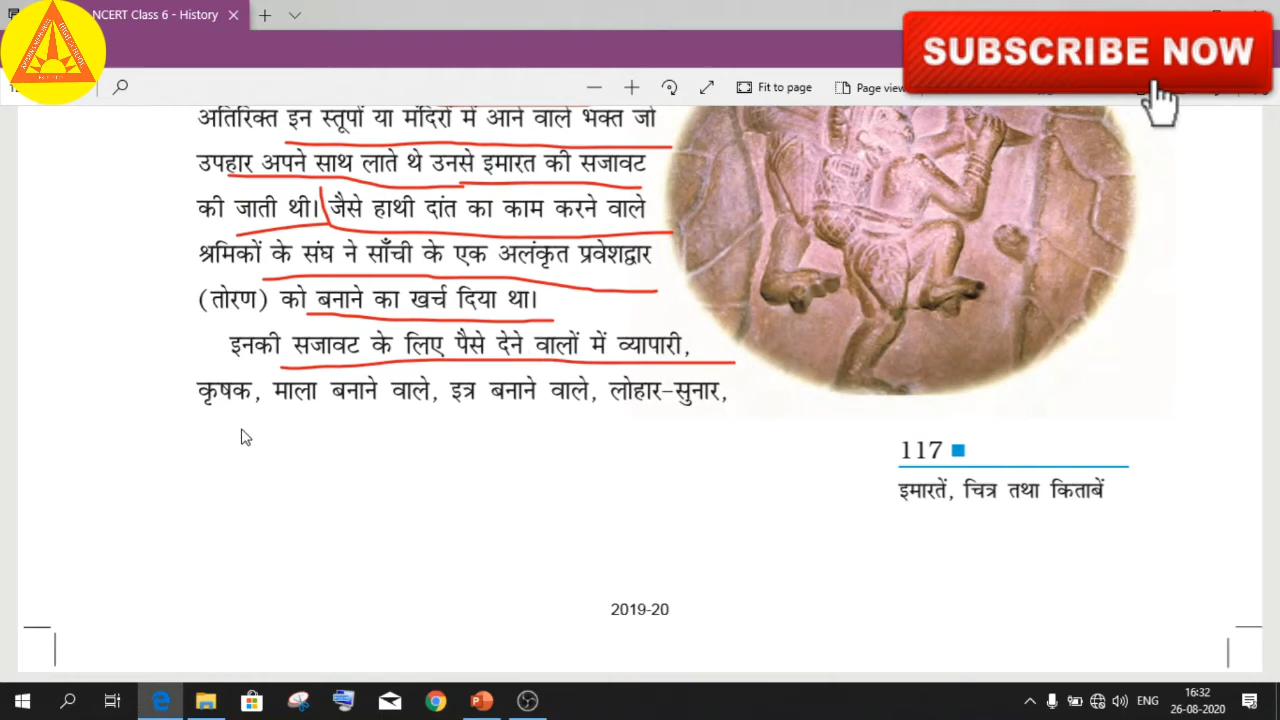 NCERT Class 6 - History
SUBSCRIBE NOW
Fit to page
Page view
अतिरिक्त इन स्तूपों या मंदिरों में आने वाले भक्त जो
उपहार अपने साथ लाते थे उनसे इमारत की सजावट
की जाती थी। जैसे हाथी दांत का काम करने वाले
श्रमिकों के संघ ने साँची के एक अलंकृत प्रवेशद्वार
(तोरण) को बनाने का खर्च दिया था।
इनकी सजावट के लिए पैसे देने वालों में व्यापारी,
कृषक, माला बनाने वाले, इत्र बनाने वाले, लोहार-सुनार,
117
इमारतें, चित्र तथा किताबें
2019-20
ENG
16:32
26-08-2020